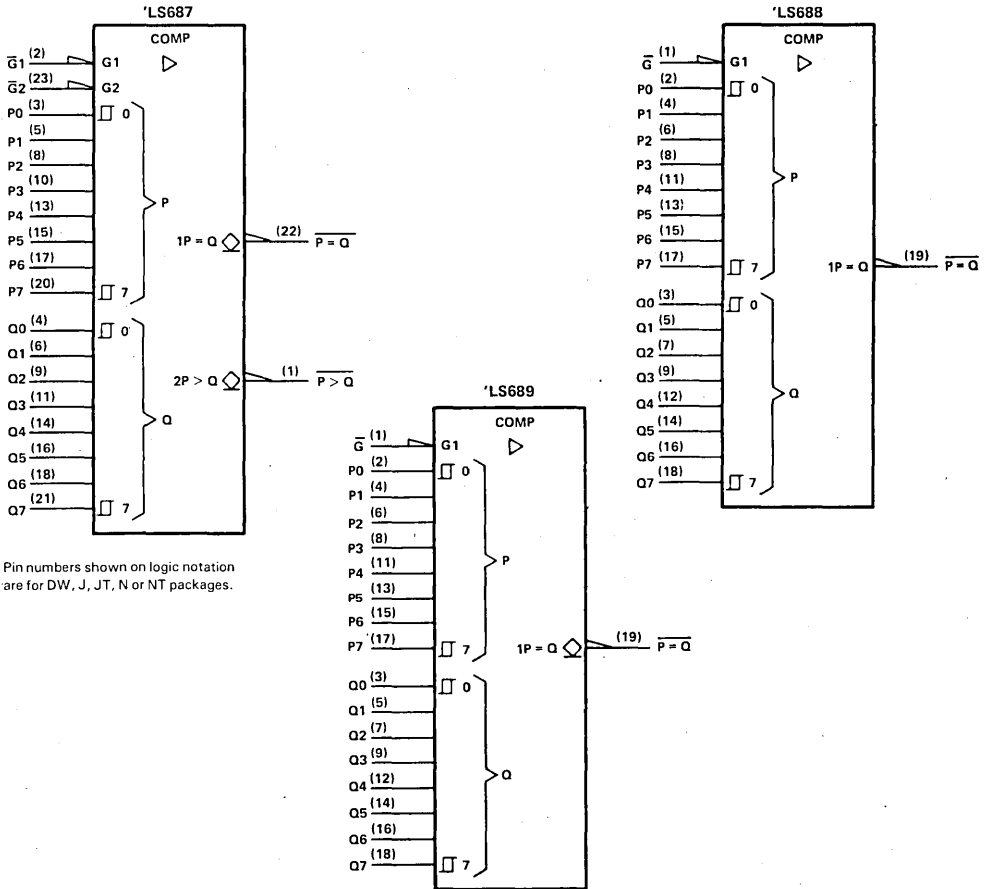 'LS687
COMP
G̅1 (2) G1
G̅2 (23) G2
P0 (3) 0
P1 (5)
P2 (8)
P3 (10)
P4 (13)
P5 (15)
P6 (17)
P7 (20) 7
P
1P = Q (22) P̅ ̅=̅ ̅Q̅
Q0 (4) 0
Q1 (6)
Q2 (9)
Q3 (11)
Q4 (14)
Q5 (16)
Q6 (18)
Q7 (21) 7
Q
2P > Q (1) P̅ ̅>̅ ̅Q̅
Pin numbers shown on logic notation
are for DW, J, JT, N or NT packages.
'LS688
COMP
G̅ (1) G1
P0 (2) 0
P1 (4)
P2 (6)
P3 (8)
P4 (11)
P5 (13)
P6 (15)
P7 (17) 7
P
1P = Q (19) P̅ ̅=̅ ̅Q̅
Q0 (3) 0
Q1 (5)
Q2 (7)
Q3 (9)
Q4 (12)
Q5 (14)
Q6 (16)
Q7 (18) 7
Q
'LS689
COMP
G̅ (1) G1
P0 (2) 0
P1 (4)
P2 (6)
P3 (8)
P4 (11)
P5 (13)
P6 (15)
P7 (17) 7
P
1P = Q (19) P̅ ̅=̅ ̅Q̅
Q0 (3) 0
Q1 (5)
Q2 (7)
Q3 (9)
Q4 (12)
Q5 (14)
Q6 (16)
Q7 (18) 7
Q